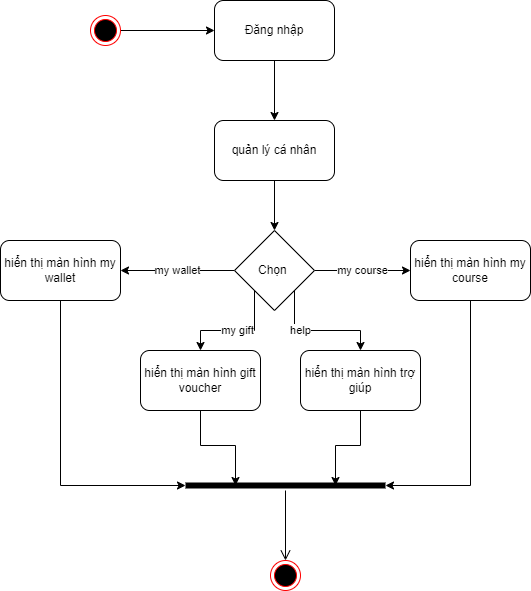 Đăng nhập
quản lý cá nhân
Chọn
my wallet
my course
hiển thị màn hình my
wallet
hiển thị màn hình my
course
my gift
help
hiển thị màn hình gift
voucher
hiển thị màn hình trợ
giúp